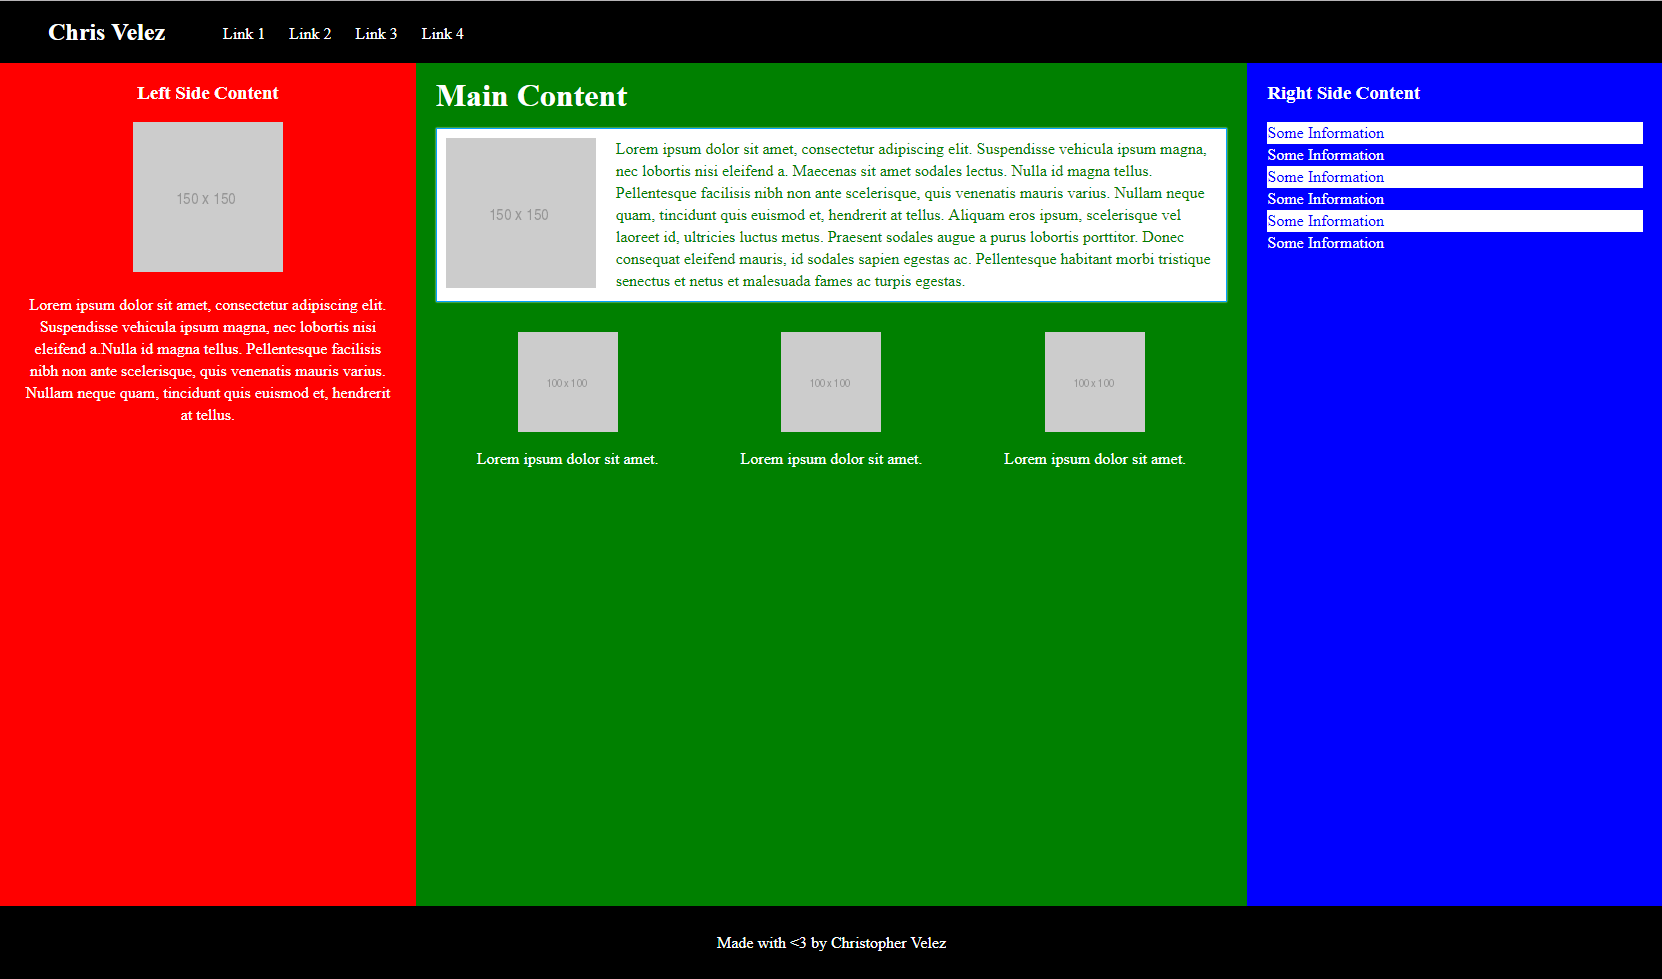 Chris Velez
Link 1 Link 2 Link 3 Link 4
Left Side Content
150 x 150
Lorem ipsum dolor sit amet, consectetur adipiscing elit.
Suspendisse vehicula ipsum magna, nec lobortis nisi
eleifend a.Nulla id magna tellus. Pellentesque facilisis
nibh non ante scelerisque, quis venenatis mauris varius.
Nullam neque quam, tincidunt quis euismod et, hendrerit
at tellus.
Main Content
150 x 150
Lorem ipsum dolor sit amet, consectetur adipiscing elit. Suspendisse vehicula ipsum magna,
nec lobortis nisi eleifend a. Maecenas sit amet sodales lectus. Nulla id magna tellus.
Pellentesque facilisis nibh non ante scelerisque, quis venenatis mauris varius. Nullam neque
quam, tincidunt quis euismod et, hendrerit at tellus. Aliquam eros ipsum, scelerisque vel
laoreet id, ultricies luctus metus. Praesent sodales augue a purus lobortis porttitor. Donec
consequat eleifend mauris, id sodales sapien egestas ac. Pellentesque habitant morbi tristique
senectus et netus et malesuada fames ac turpis egestas.
100 x 100
Lorem ipsum dolor sit amet.
100 x 100
Lorem ipsum dolor sit amet.
100 x 100
Lorem ipsum dolor sit amet.
Right Side Content
Some Information
Some Information
Some Information
Some Information
Some Information
Some Information
Made with <3 by Christopher Velez